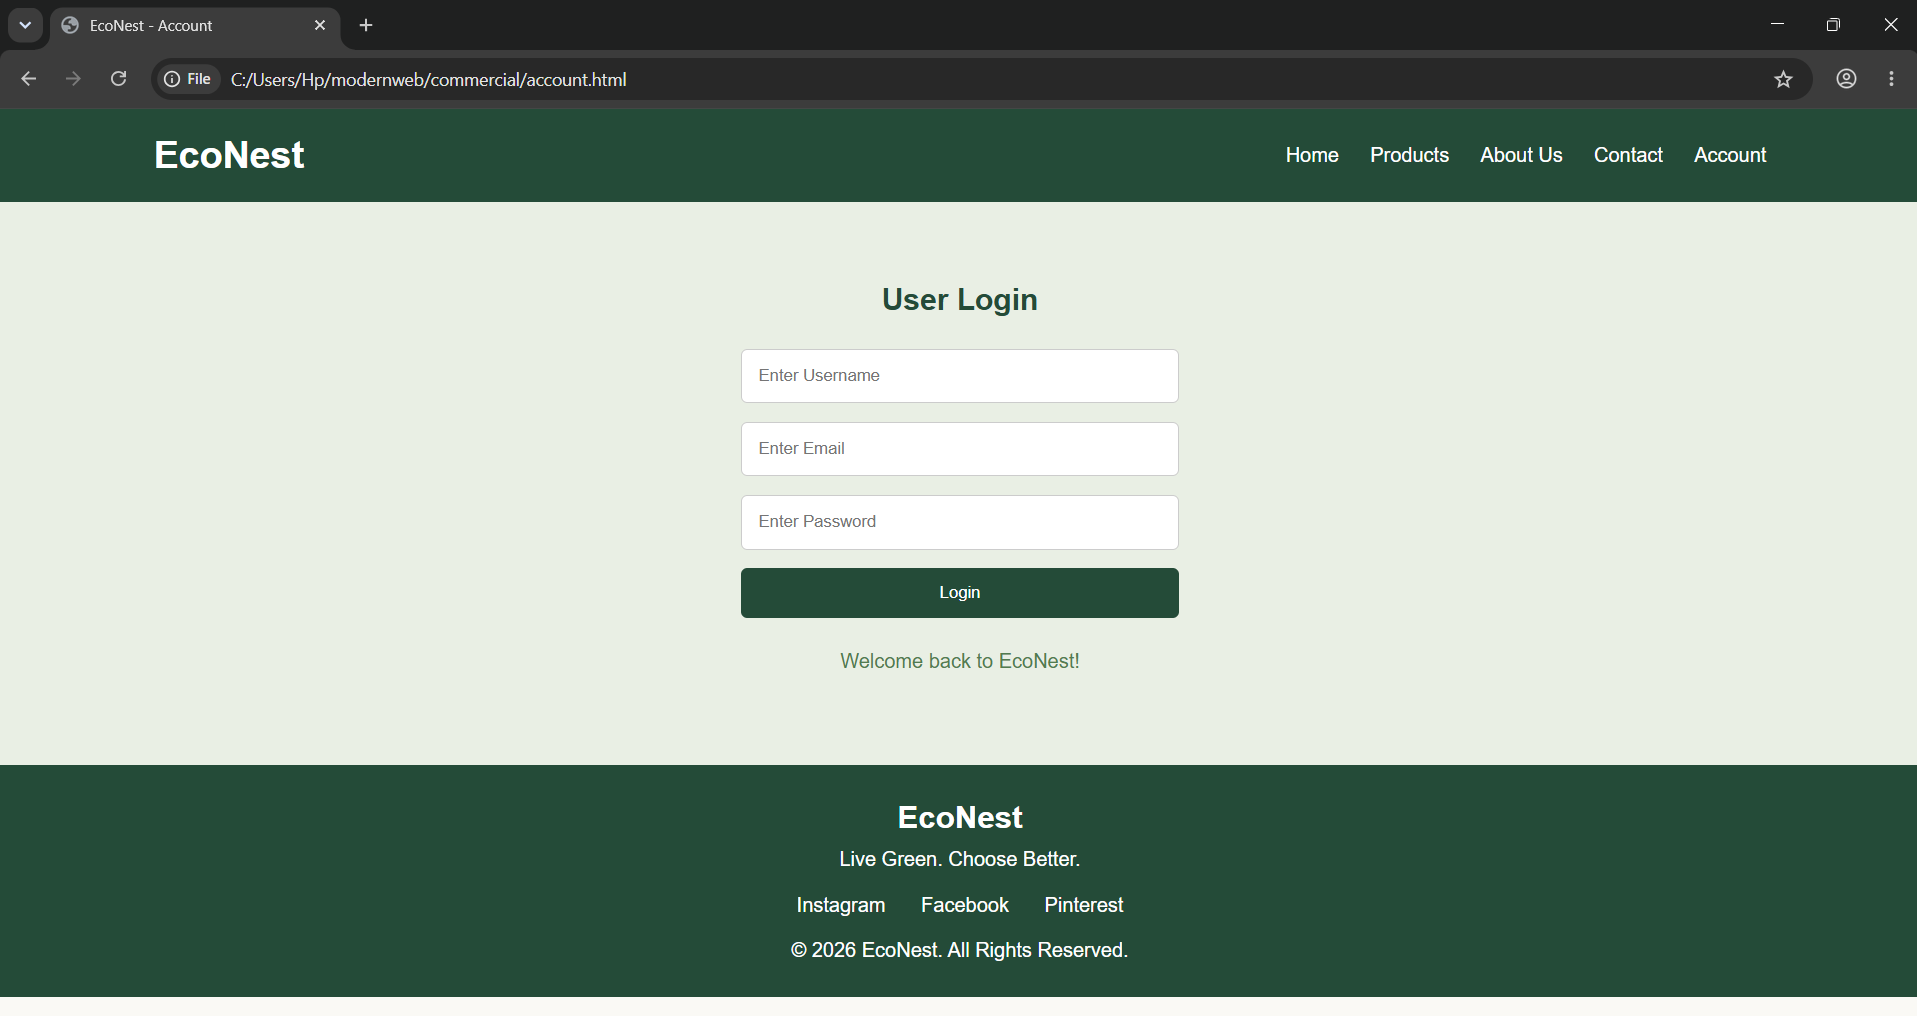 EcoNest - Account
File C:/Users/Hp/modernweb/commercial/account.html
EcoNest
Home Products About Us Contact Account
User Login
Enter Username
Enter Email
Enter Password
Login
Welcome back to EcoNest!
EcoNest
Live Green. Choose Better.
Instagram Facebook Pinterest
© 2026 EcoNest. All Rights Reserved.